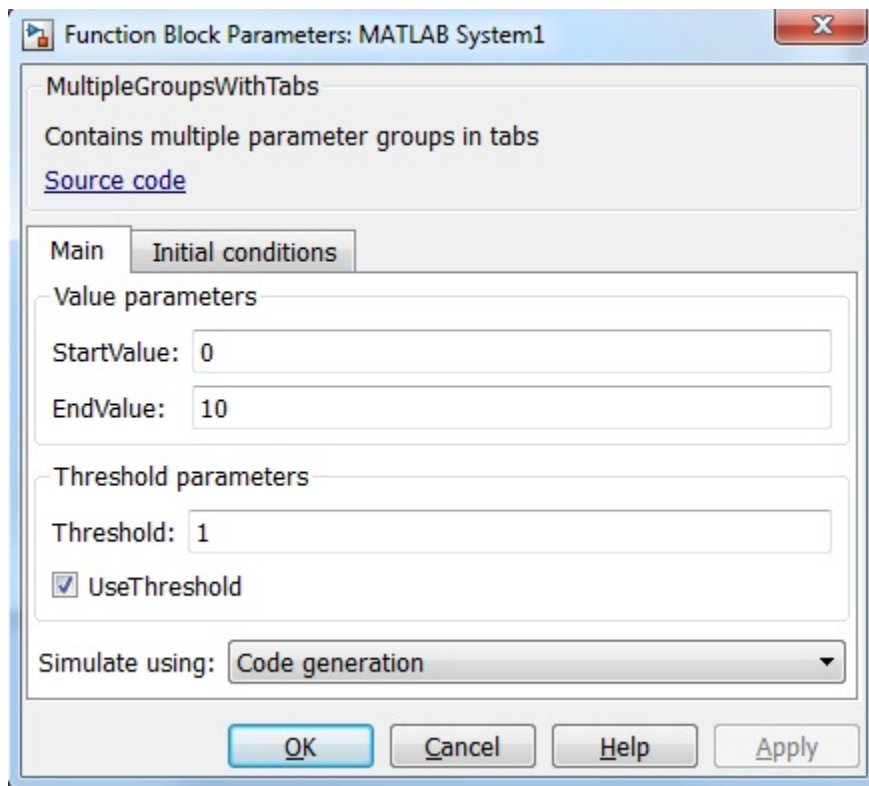 Function Block Parameters: MATLAB System1
MultipleGroupsWithTabs
Contains multiple parameter groups in tabs
Source code
Main Initial conditions
Value parameters
StartValue: 0
EndValue: 10
Threshold parameters
Threshold: 1
UseThreshold
Simulate using: Code generation
OK Cancel Help Apply